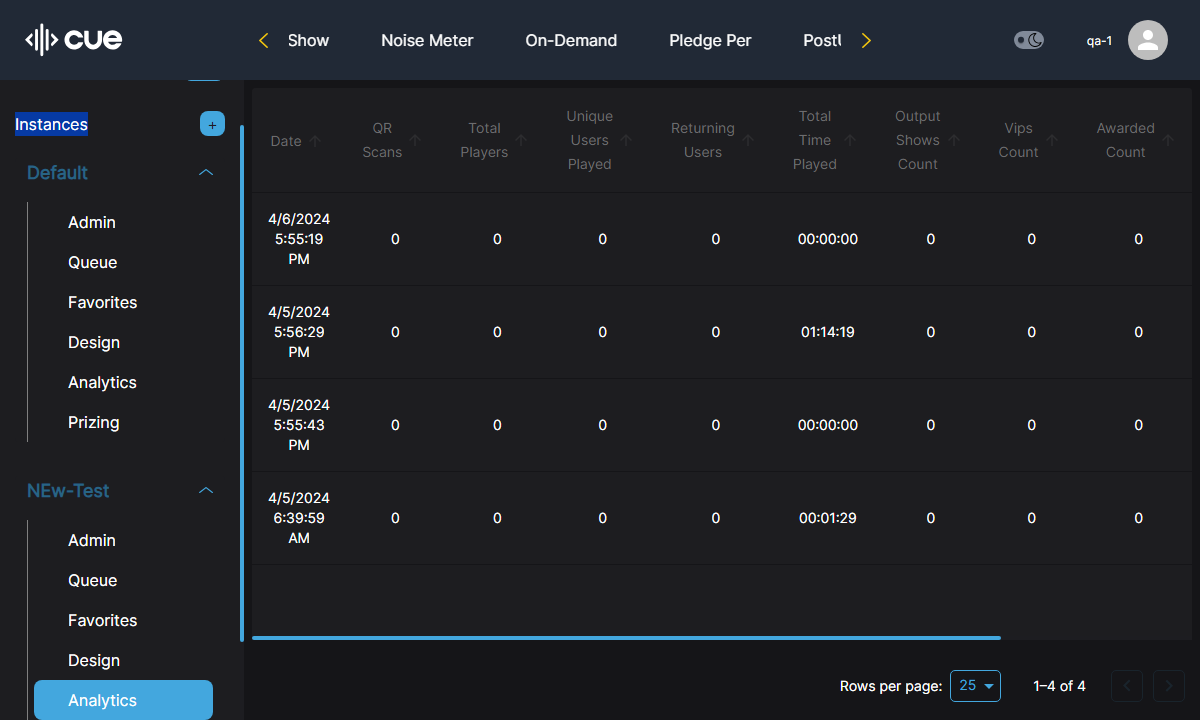 cue
Show Noise Meter On-Demand Pledge Per
qa-1
Instances +
Default
Admin
Queue
Favorites
Design
Analytics
Prizing
NEw-Test
Admin
Queue
Favorites
Design
Analytics
Date
QR
Scans
Total
Players
Unique
Users
Played
Returning
Users
Total
Time
Played
Output
Shows
Count
Vips
Count
Awarded
Count
4/6/2024
5:55:19 0 0 0 0 00:00:00 0 0 0
PM
4/5/2024
5:56:29 0 0 0 0 01:14:19 0 0 0
PM
4/5/2024
5:55:43 0 0 0 0 00:00:00 0 0 0
PM
4/5/2024
6:39:59 0 0 0 0 00:01:29 0 0 0
AM
Rows per page: 25 1–4 of 4